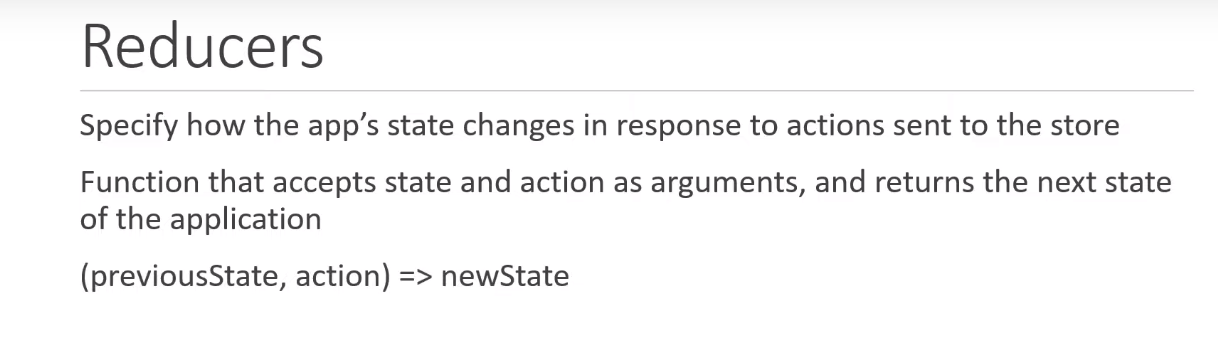 Reducers
Specify how the app’s state changes in response to actions sent to the store
Function that accepts state and action as arguments, and returns the next state
of the application
(previousState, action) => newState